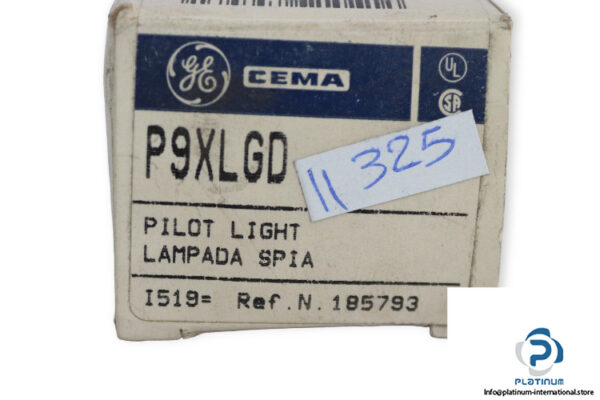 GE CEMA
UL
SA
P9XLGD
11 325
PILOT LIGHT
LAMPADA SPIA
I519= Ref.N. 185793
PLATINUM
Info@platinum-international.store